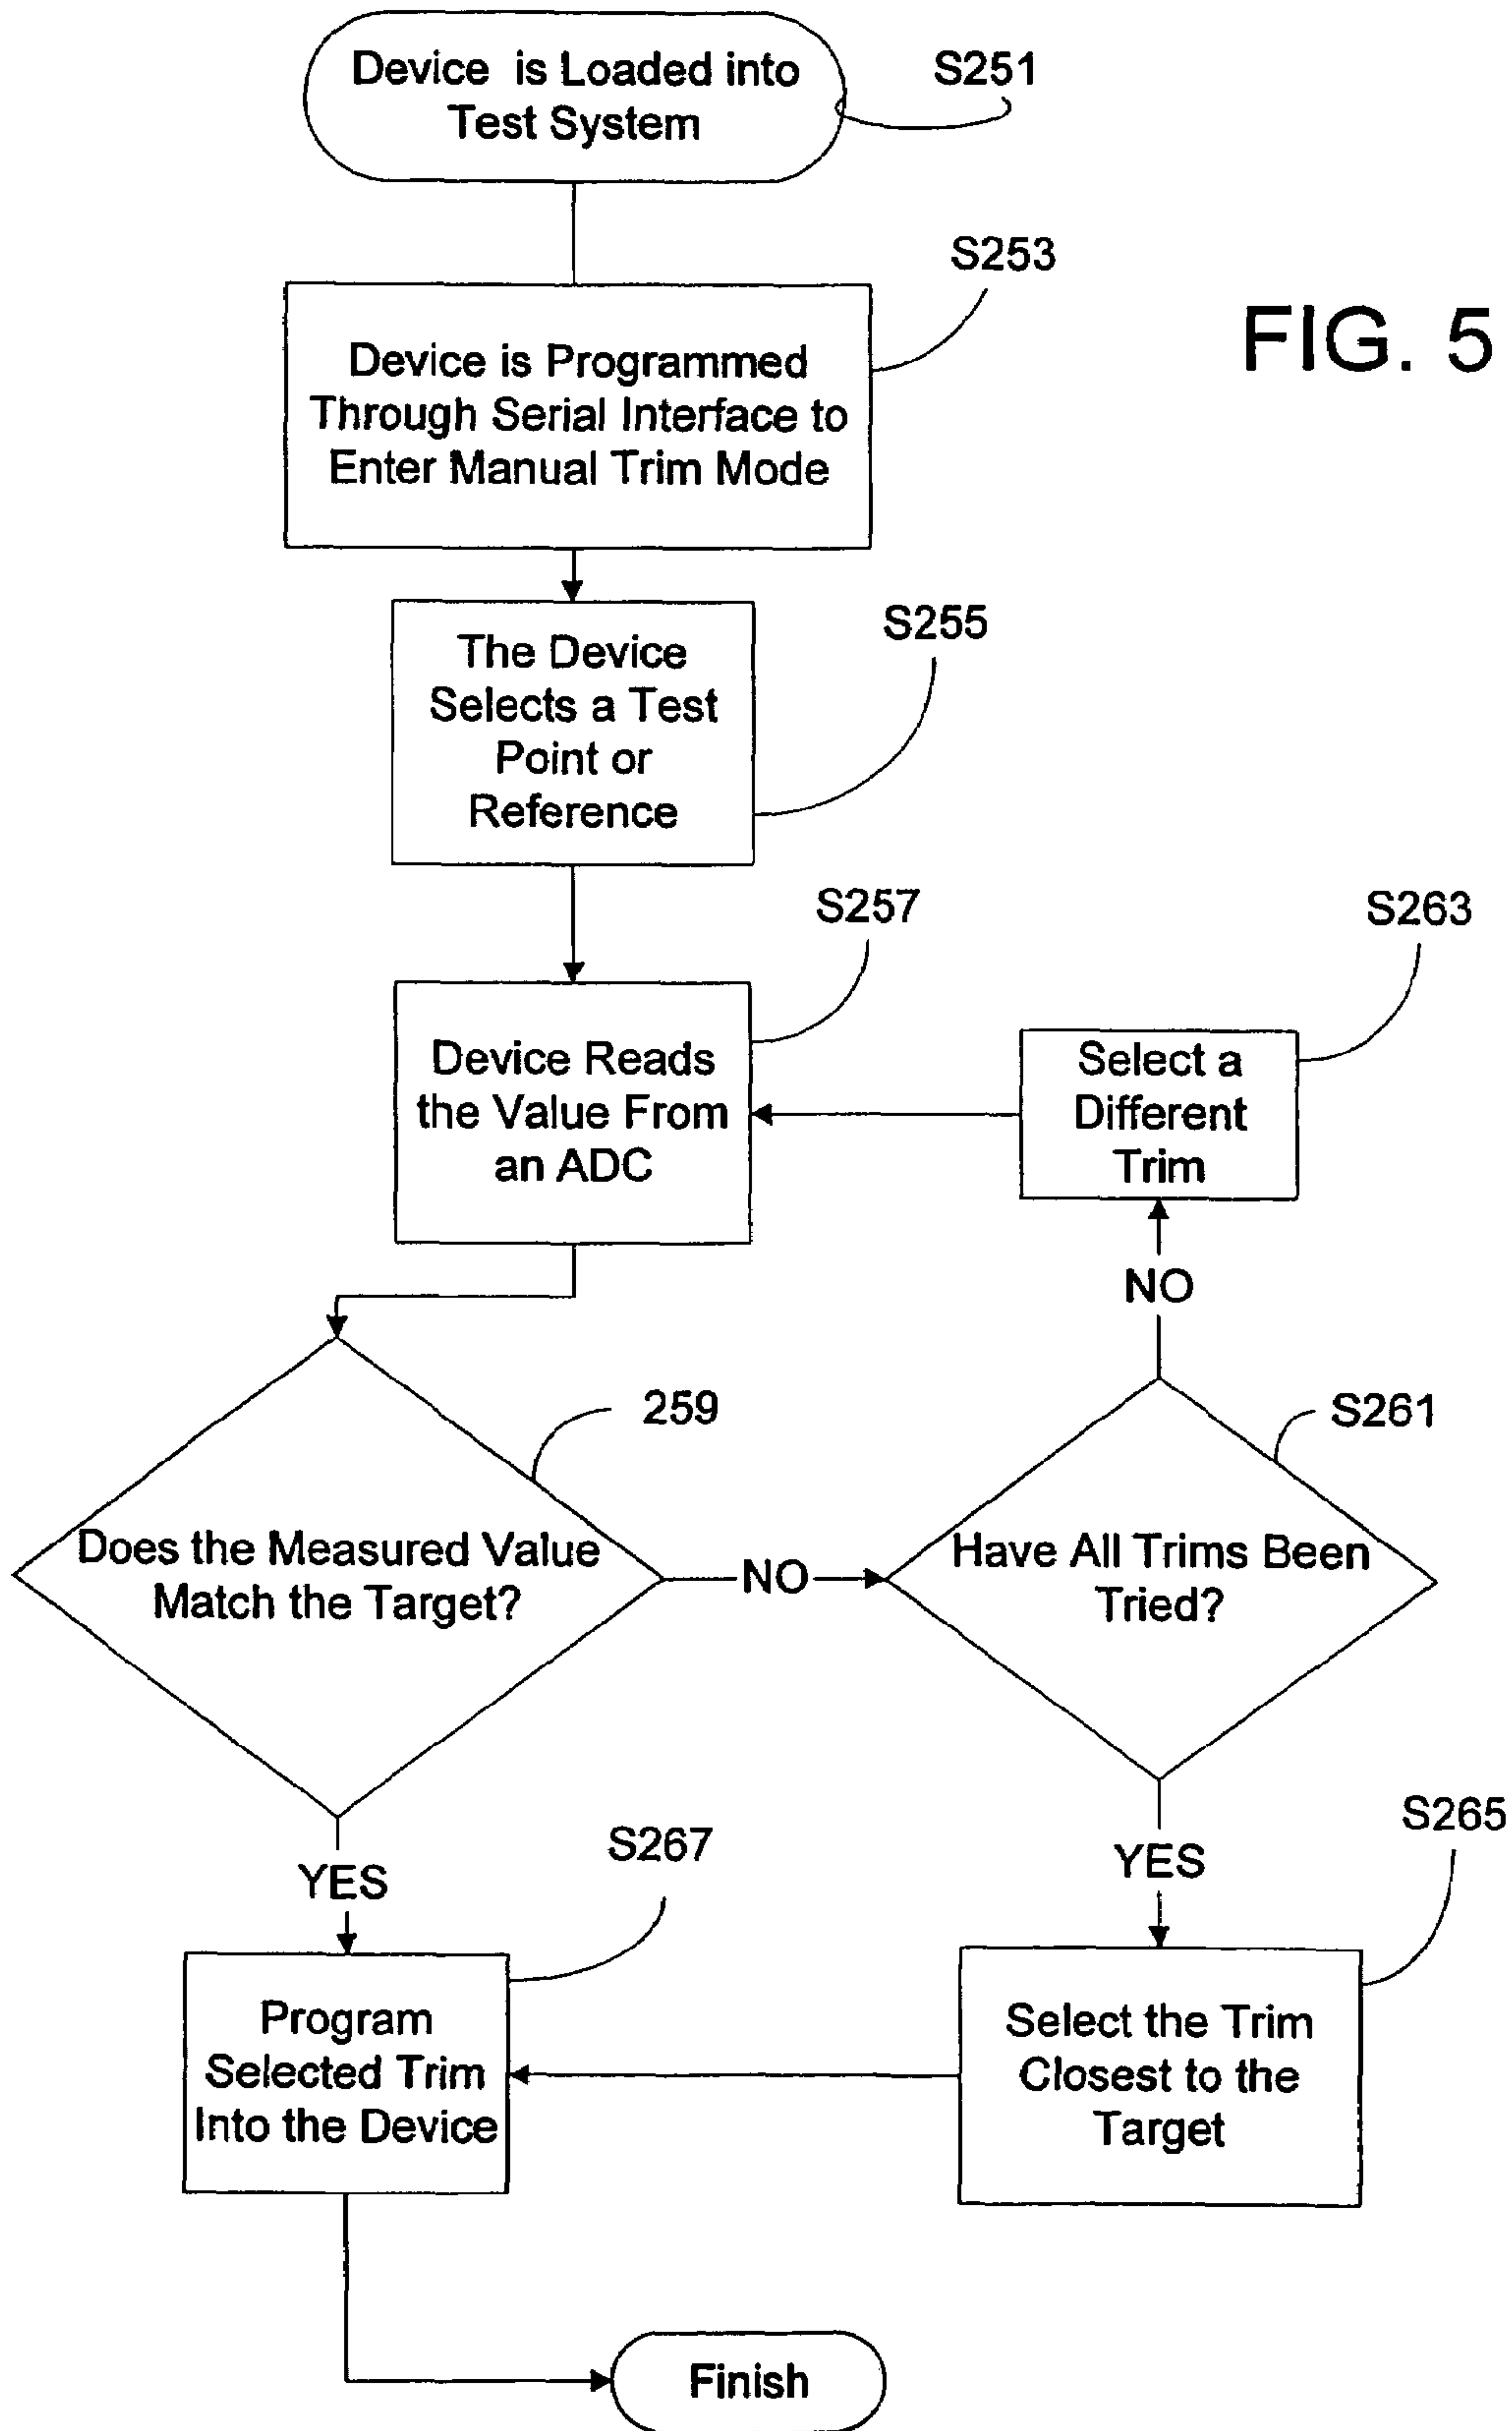 Device is Loaded into
Test System
S251
S253
FIG. 5
Device is Programmed
Through Serial Interface to
Enter Manual Trim Mode
S255
The Device
Selects a Test
Point or
Reference
S257
S263
Device Reads
the Value From
an ADC
Select a
Different
Trim
NO
259
S261
Does the Measured Value
Match the Target?
NO
Have All Trims Been
Tried?
S267
S265
YES
YES
Program
Selected Trim
Into the Device
Select the Trim
Closest to the
Target
Finish